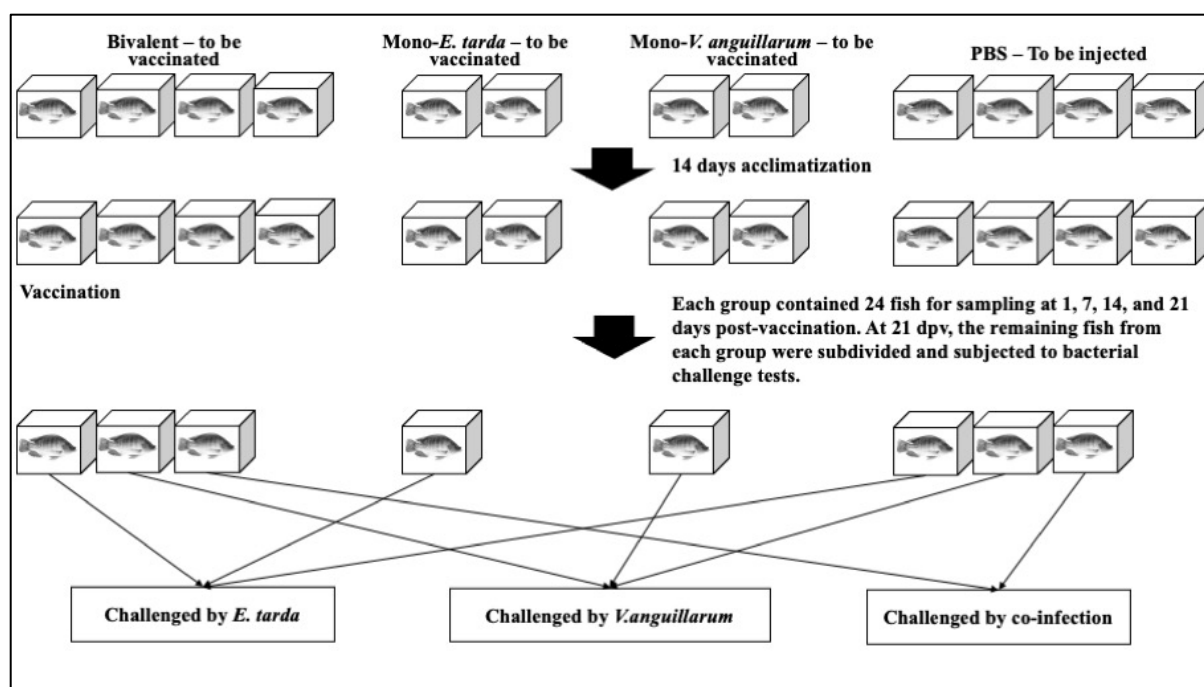 Bivalent – to be
vaccinated
Mono-E. tarda – to be
vaccinated
Mono-V. anguillarum – to be
vaccinated
PBS – To be injected
14 days acclimatization
Vaccination
Each group contained 24 fish for sampling at 1, 7, 14, and 21
days post-vaccination. At 21 dpv, the remaining fish from
each group were subdivided and subjected to bacterial
challenge tests.
Challenged by E. tarda
Challenged by V.anguillarum
Challenged by co-infection